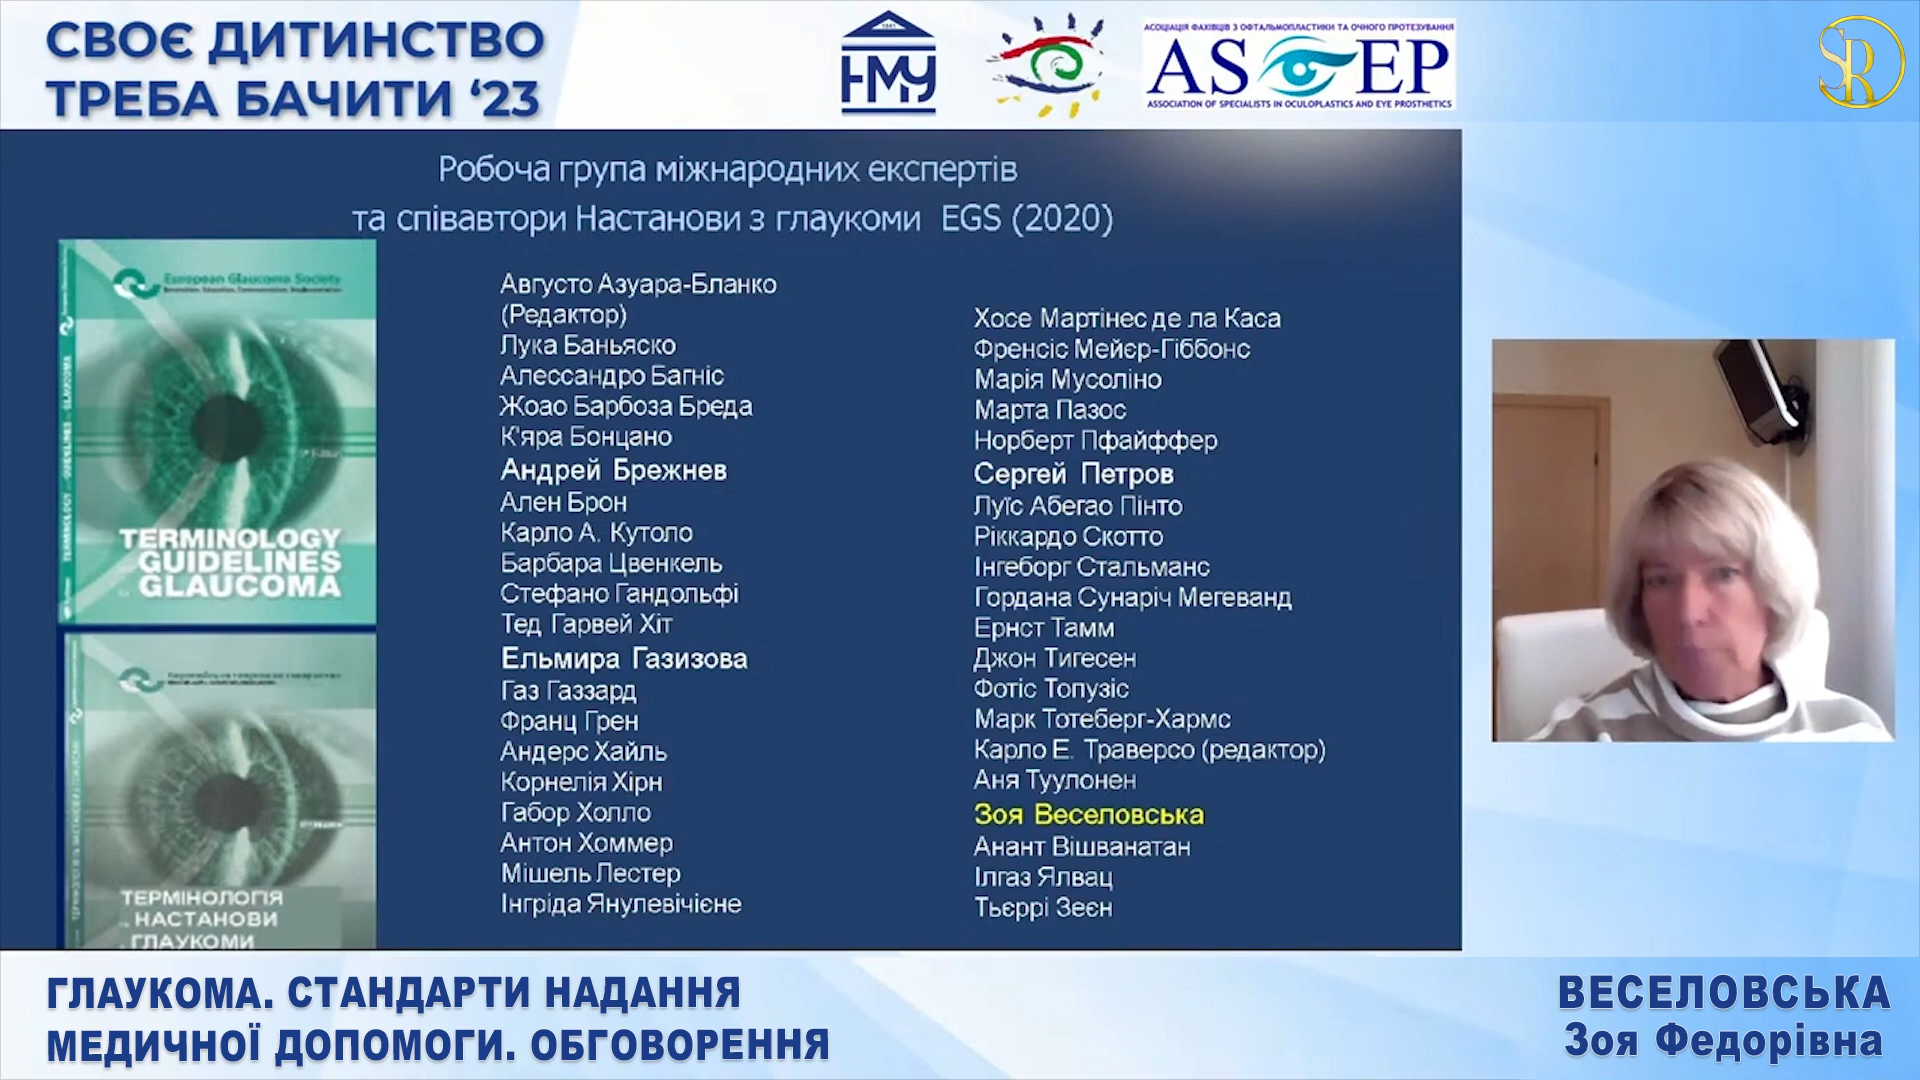 СВОЄ ДИТИНСТВО
ТРЕБА БАЧИТИ ‘23
1841
НМУ
АСОЦІАЦІЯ ФАХІВЦІВ З ОФТАЛЬМОПЛАСТИКИ ТА ОЧНОГО ПРОТЕЗУВАННЯ
ASOEP
ASSOCIATION OF SPECIALISTS IN OCULOPLASTICS AND EYE PROSTHETICS
SR
Робоча група міжнародних експертів
та співавтори Настанови з глаукоми EGS (2020)
European Glaucoma Society
TERMINOLOGY
GUIDELINES
GLAUCOMA
ТЕРМІНОЛОГІЯ
НАСТАНОВИ
ГЛАУКОМИ
Августо Азуара-Бланко
(Редактор)
Лука Баньяско
Алессандро Багніс
Жоао Барбоза Бреда
К'яра Бонцано
Андрей Брежнев
Ален Брон
Карло А. Кутоло
Барбара Цвенкель
Стефано Гандольфі
Тед Гарвей Хіт
Ельмира Газизова
Газ Газзард
Франц Грен
Андерс Хайль
Корнелія Хірн
Габор Холло
Антон Хоммер
Мішель Лестер
Інгріда Янулевічієне
Хосе Мартінес де ла Каса
Френсіс Мейєр-Гіббонс
Марія Мусоліно
Марта Пазос
Норберт Пфайффер
Сергей Петров
Луїс Абегао Пінто
Ріккардо Скотто
Інгеборг Стальманс
Гордана Сунаріч Мегеванд
Ернст Тамм
Джон Тигесен
Фотіс Топузіс
Марк Тотеберг-Хармс
Карло Е. Траверсо (редактор)
Аня Туулонен
Зоя Веселовська
Анант Вішванатан
Ілгаз Ялвац
Тьєррі Зеєн
ГЛАУКОМА. СТАНДАРТИ НАДАННЯ
МЕДИЧНОЇ ДОПОМОГИ. ОБГОВОРЕННЯ
ВЕСЕЛОВСЬКА
Зоя Федорівна